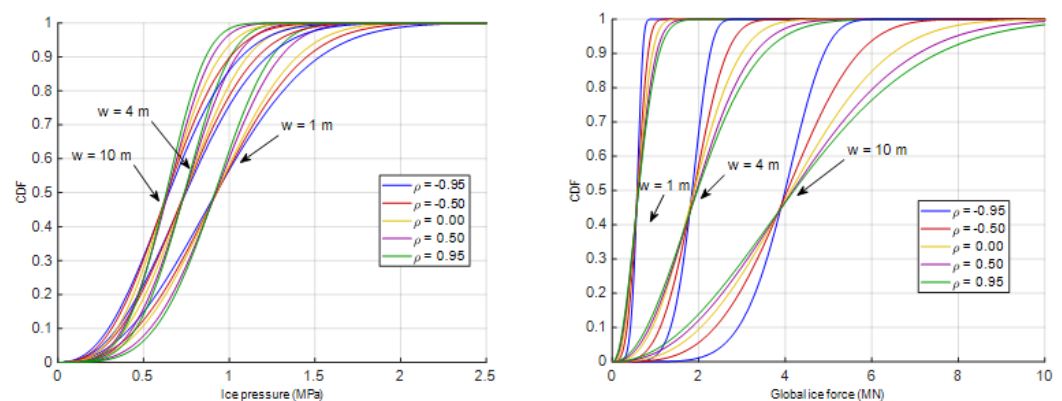 1
0.9
0.8
0.7
0.6
0.5
0.4
0.3
0.2
0.1
0
CDF
w = 4 m
w = 10 m
w = 1 m
ρ = -0.95
ρ = -0.50
ρ = 0.00
ρ = 0.50
ρ = 0.95
0 0.5 1 1.5 2 2.5
Ice pressure (MPa)
1
0.9
0.8
0.7
0.6
0.5
0.4
0.3
0.2
0.1
0
CDF
w = 1 m
w = 4 m
w = 10 m
ρ = -0.95
ρ = -0.50
ρ = 0.00
ρ = 0.50
ρ = 0.95
0 2 4 6 8 10
Global ice force (MN)